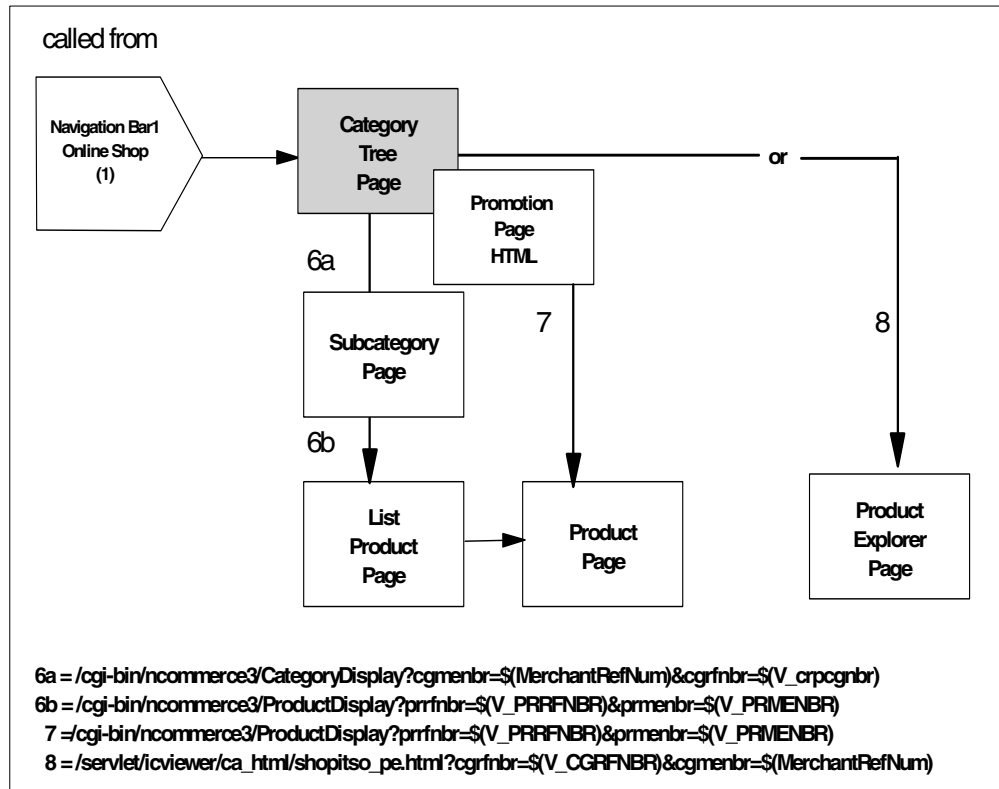 called from
Navigation Bar1
Online Shop
(1)
Category
Tree
Page
or
Promotion
Page
HTML
6a
7
8
Subcategory
Page
6b
List
Product
Page
Product
Page
Product
Explorer
Page
6a = /cgi-bin/ncommerce3/CategoryDisplay?cgmenbr=$(MerchantRefNum)&cgrfnbr=$(V_crpcgnbr)
6b = /cgi-bin/ncommerce3/ProductDisplay?prrfnbr=$(V_PRRFNBR)&prmenbr=$(V_PRMENBR)
7 =/cgi-bin/ncommerce3/ProductDisplay?prrfnbr=$(V_PRRFNBR)&prmenbr=$(V_PRMENBR)
8 = /servlet/icviewer/ca_html/shopitso_pe.html?cgrfnbr=$(V_CGRFNBR)&cgmenbr=$(MerchantRefNum)